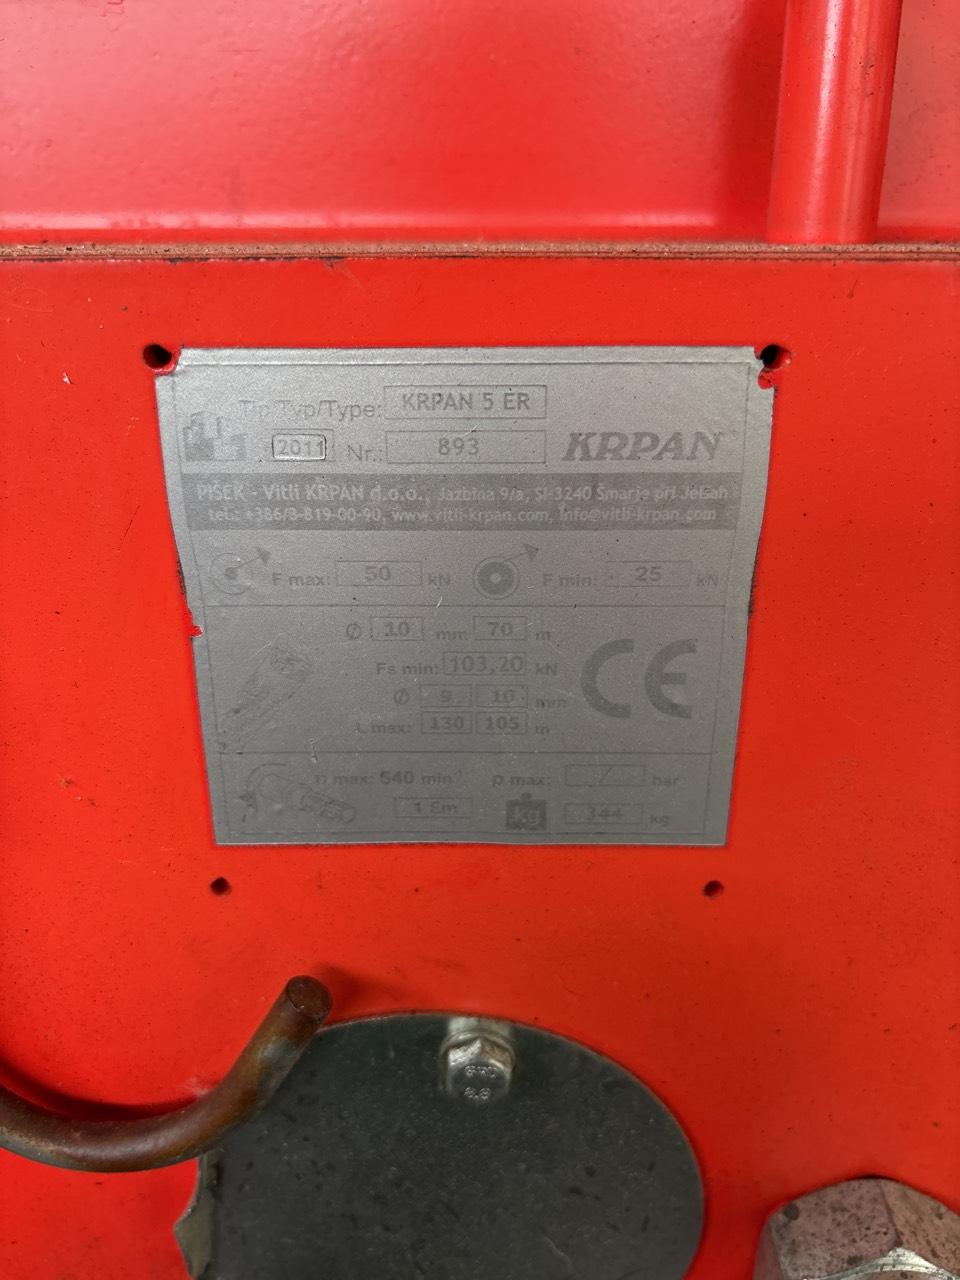 Tip Typ/Type: KRPAN 5 ER
2011 Nr.: 893 KRPAN
PIŠEK - Vitli KRPAN d.o.o., Jazbina 9/a, SI-3240 Šmarje pri Jelšah
tel.: +386/3-819-00-90, www.vitli-krpan.com, info@vitli-krpan.com
F max: 50 kN F min: 25 kN
Ø 10 mm 70 m
Fs min: 103,20 kN
Ø 9 10 mm
L max: 130 105 m
CE
n max: 540 min⁻¹ p max: / bar
kg 344 kg
8.8